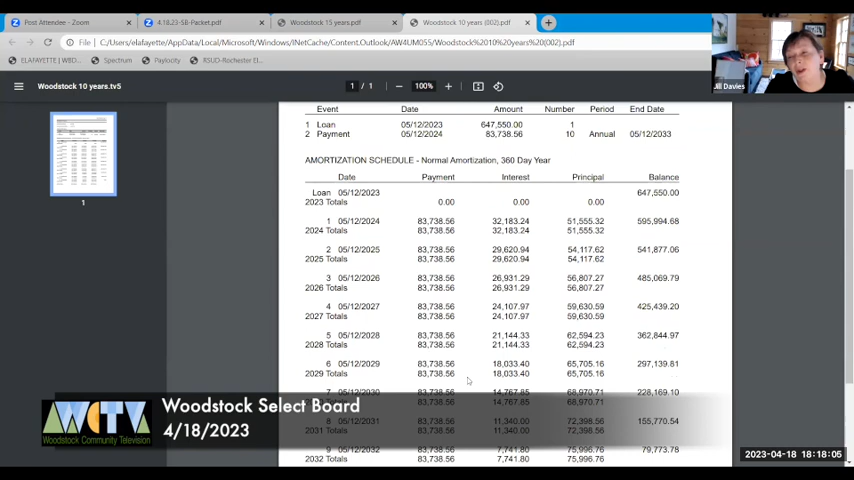 Post Attendee - Zoom
4.18.23-SB-Packet.pdf
Woodstock 15 years.pdf
Woodstock 10 years (002).pdf
File
C:/Users/elafayette/AppData/Local/Microsoft/Windows/INetCache/Content.Outlook/AW4UM055/Woodstock%2010%20years%20(002).pdf
ELAFAYETTE | WBD...
Spectrum
Paylocity
RSUD-Rochester El...
Jill Davies
Woodstock 10 years.tv5
1 / 1
100%
Event Date Amount Number Period End Date
1 Loan 05/12/2023 647,550.00 1
2 Payment 05/12/2024 83,738.56 10 Annual 05/12/2033
AMORTIZATION SCHEDULE - Normal Amortization, 360 Day Year
Date Payment Interest Principal Balance
Loan 05/12/2023 647,550.00
2023 Totals 0.00 0.00 0.00
1 05/12/2024 83,738.56 32,183.24 51,555.32 595,994.68
2024 Totals 83,738.56 32,183.24 51,555.32
2 05/12/2025 83,738.56 29,620.94 54,117.62 541,877.06
2025 Totals 83,738.56 29,620.94 54,117.62
3 05/12/2026 83,738.56 26,931.29 56,807.27 485,069.79
2026 Totals 83,738.56 26,931.29 56,807.27
4 05/12/2027 83,738.56 24,107.97 59,630.59 425,439.20
2027 Totals 83,738.56 24,107.97 59,630.59
5 05/12/2028 83,738.56 21,144.33 62,594.23 362,844.97
2028 Totals 83,738.56 21,144.33 62,594.23
6 05/12/2029 83,738.56 18,033.40 65,705.16 297,139.81
2029 Totals 83,738.56 18,033.40 65,705.16
7 05/12/2030 83,738.56 14,767.85 68,970.71 228,169.10
83,738.56 14,767.85 68,970.71
8 05/12/2031 83,738.56 11,340.00 72,398.56 155,770.54
2031 Totals 83,738.56 11,340.00 72,398.56
9 05/12/2032 83,738.56 7,741.80 75,996.76 79,773.78
2032 Totals 83,738.56 7,741.80 75,996.76
WCTV
Woodstock Community Television
Woodstock Select Board
4/18/2023
2023-04-18 18:18:05
1